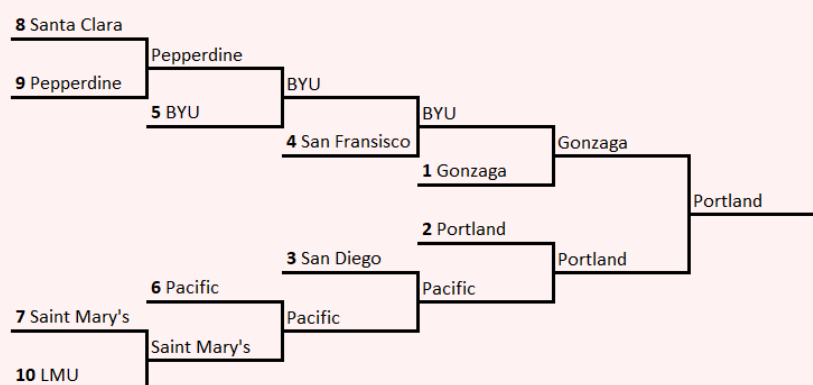 8 Santa Clara
Pepperdine
9 Pepperdine
BYU
5 BYU
BYU
4 San Fransisco
Gonzaga
1 Gonzaga
Portland
2 Portland
3 San Diego
Portland
6 Pacific
Pacific
7 Saint Mary's
Pacific
Saint Mary's
10 LMU